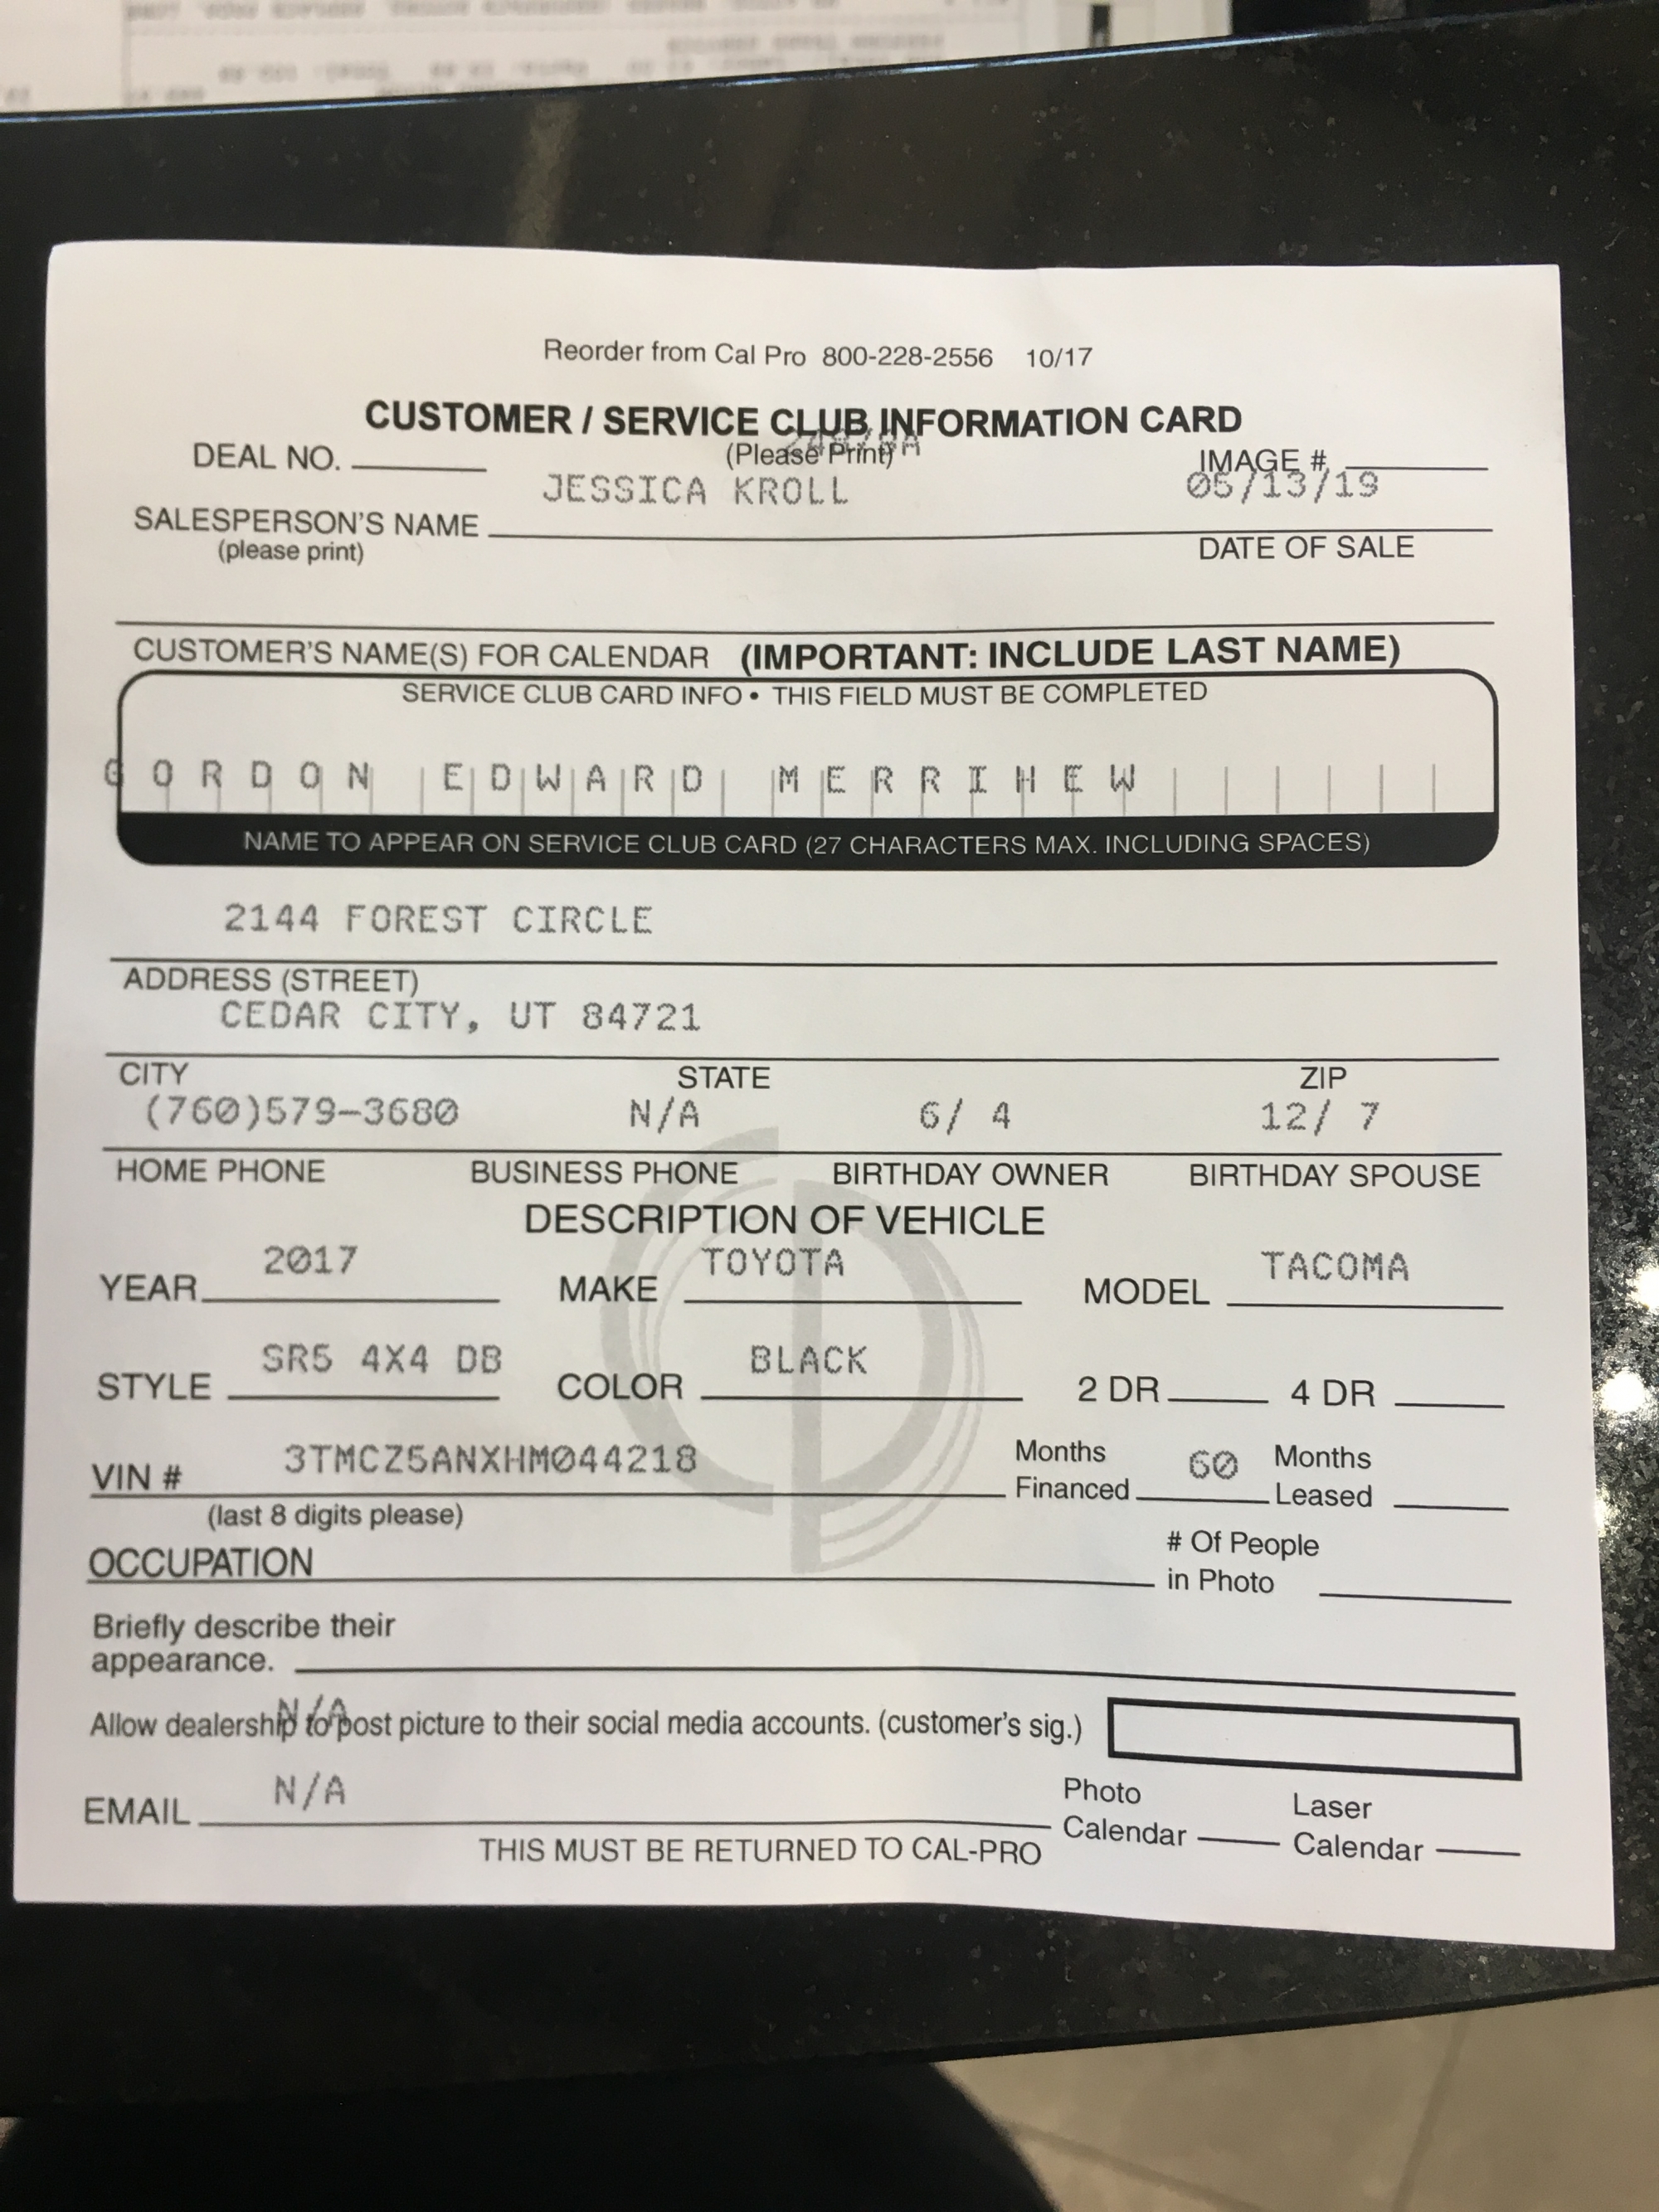 Reorder from Cal Pro 800-228-2556 10/17
CUSTOMER / SERVICE CLUB INFORMATION CARD
DEAL NO. (Please Print) IMAGE #
JESSICA KROLL 05/13/19
SALESPERSON'S NAME
(please print) DATE OF SALE
CUSTOMER'S NAME(S) FOR CALENDAR (IMPORTANT: INCLUDE LAST NAME)
SERVICE CLUB CARD INFO • THIS FIELD MUST BE COMPLETED
GORDON EDWARD MERRIHEW
NAME TO APPEAR ON SERVICE CLUB CARD (27 CHARACTERS MAX. INCLUDING SPACES)
2144 FOREST CIRCLE
ADDRESS (STREET)
CEDAR CITY, UT 84721
CITY STATE ZIP
(760)579-3680 N/A 6/ 4 12/ 7
HOME PHONE BUSINESS PHONE BIRTHDAY OWNER BIRTHDAY SPOUSE
DESCRIPTION OF VEHICLE
YEAR 2017 MAKE TOYOTA MODEL TACOMA
STYLE SR5 4X4 DB COLOR BLACK 2 DR 4 DR
VIN # 3TMCZ5ANXHM044218 Months Financed 60 Months Leased
(last 8 digits please)
OCCUPATION # Of People in Photo
Briefly describe their
appearance.
N/A
Allow dealership to post picture to their social media accounts. (customer's sig.)
EMAIL N/A Photo Calendar Laser Calendar
THIS MUST BE RETURNED TO CAL-PRO